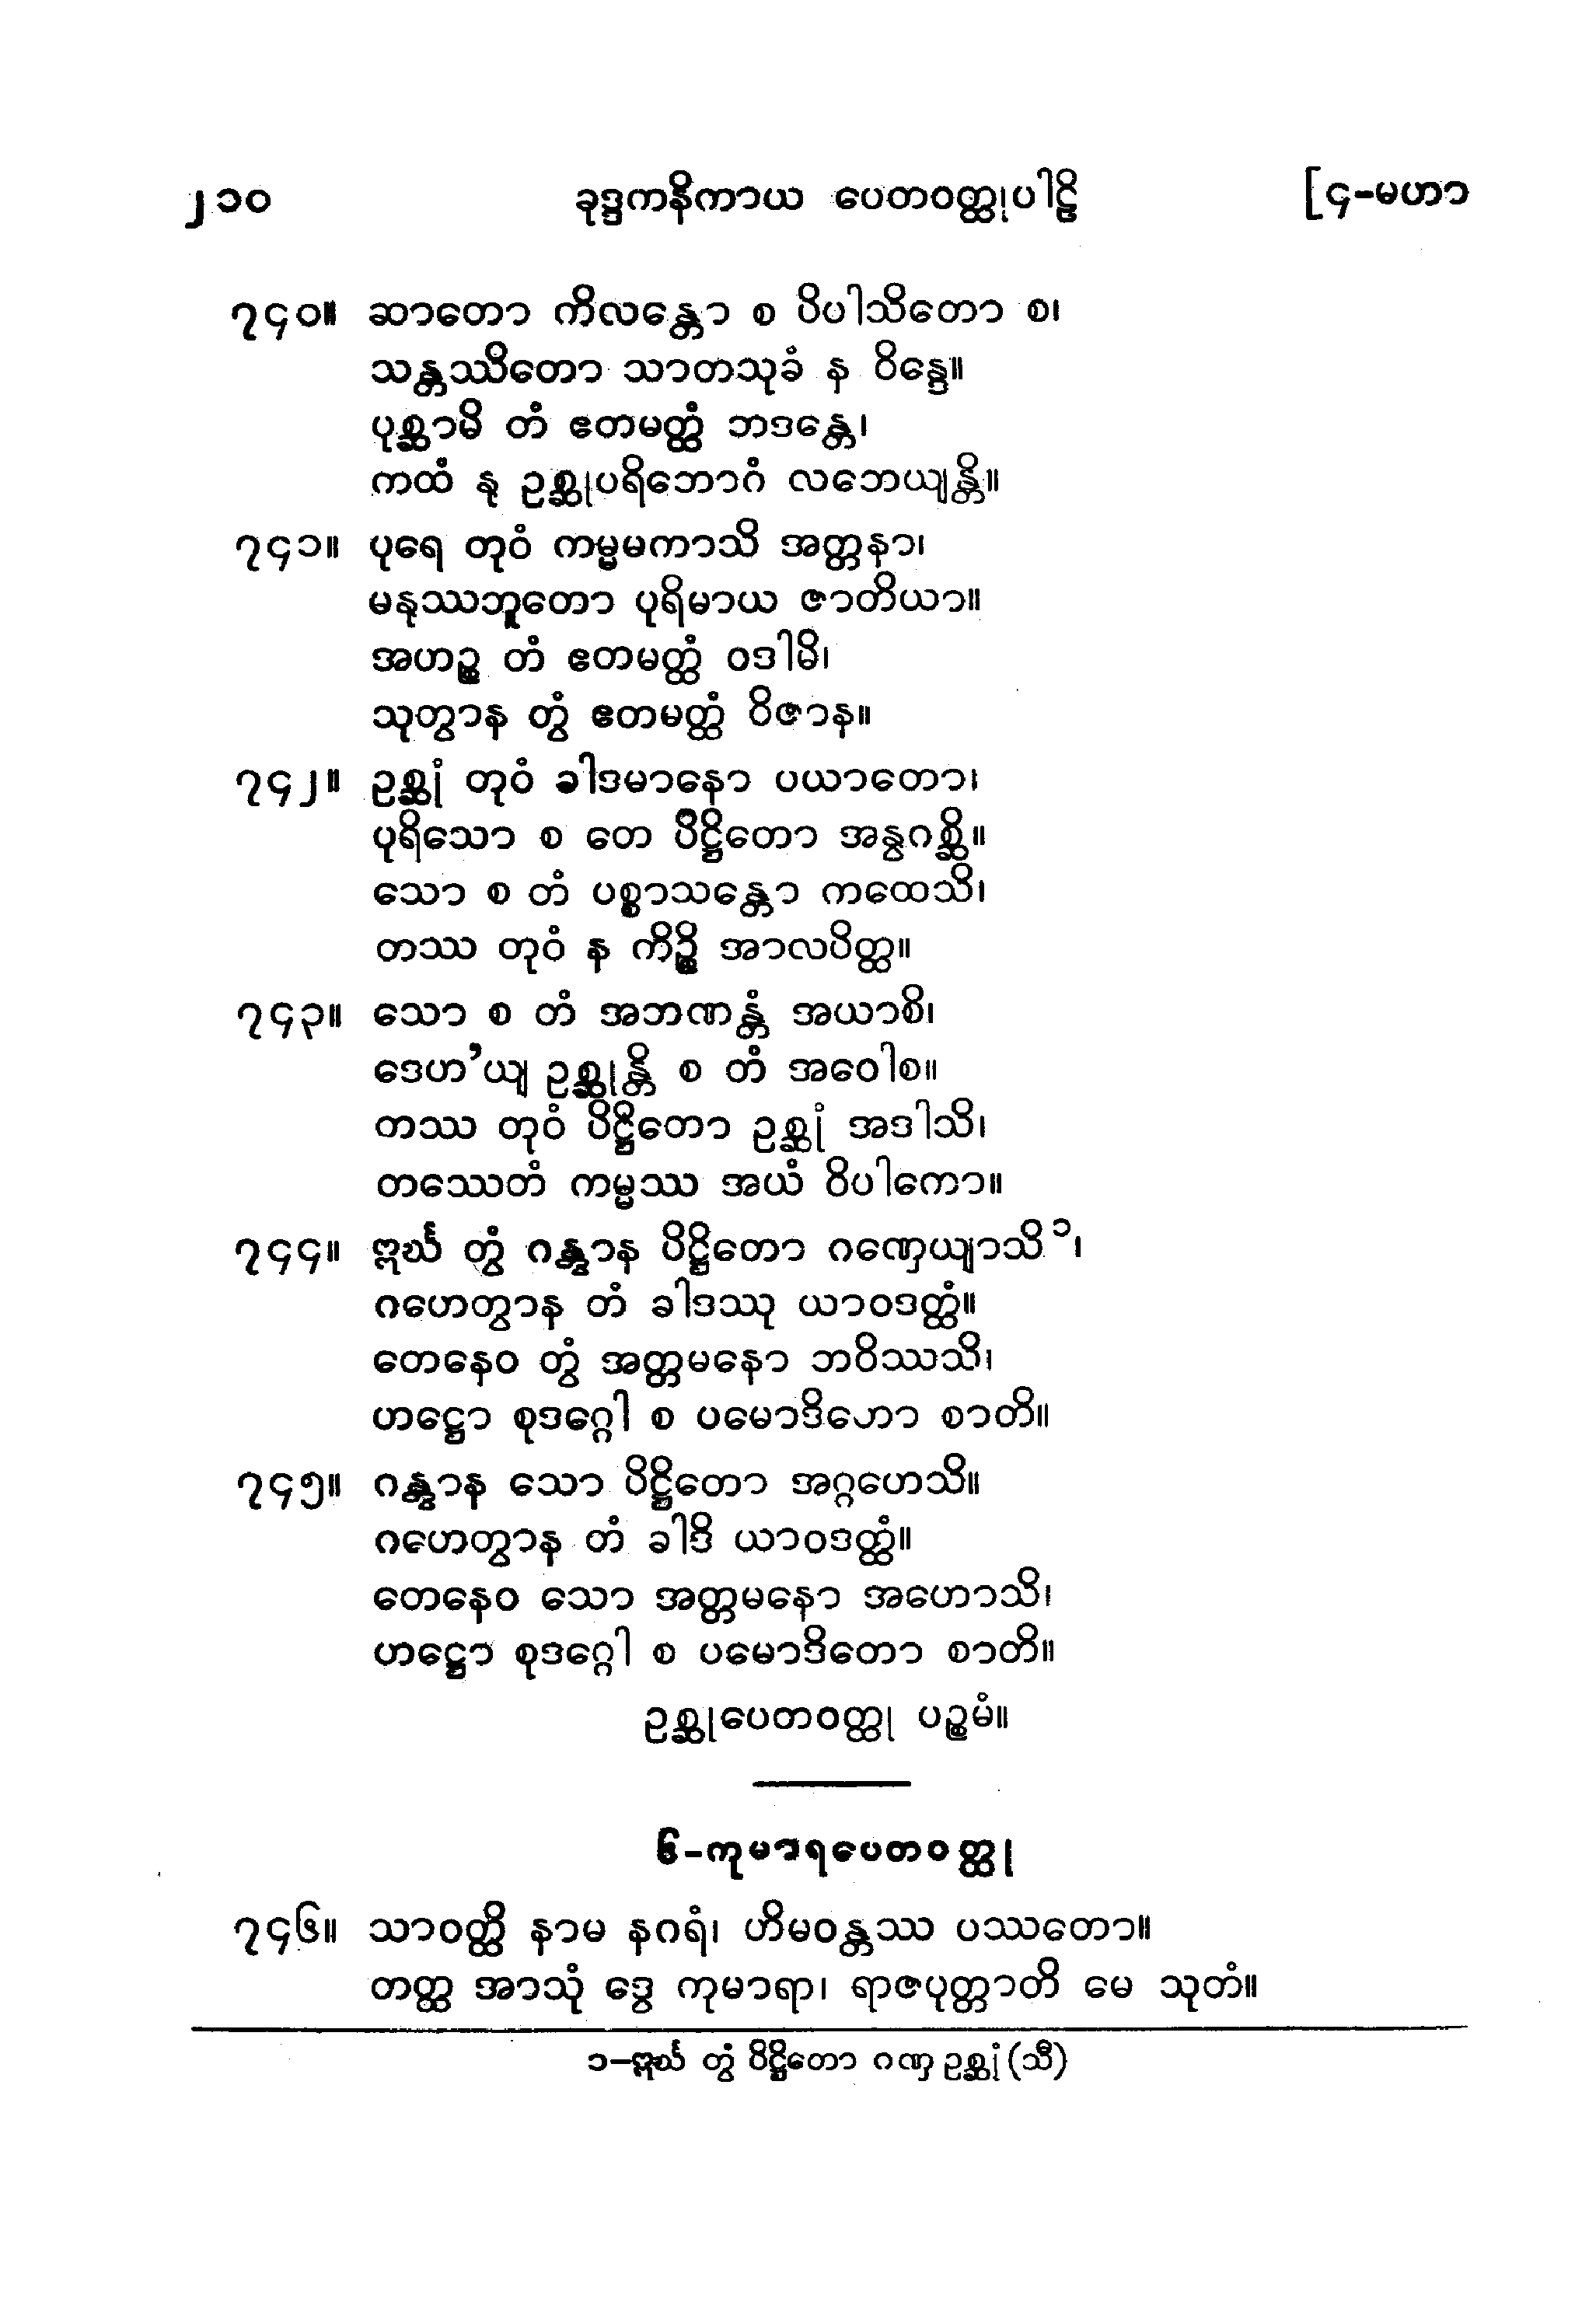 ၂၁၀ ခုဒ္ဒကနိကာယ ပေတဝတ္ထုပါဠိ [၄-မဟာ
၇၄၀။ ဆာတော ကိလန္တော စ ပိပါသိတော စ၊
သန္တဿိတော သာတသုခံ န ဝိန္ဒေ။
ပုစ္ဆာမိ တံ ဧတမတ္ထံ ဘဒန္တေ၊
ကထံ နု ဥစ္ဆုပရိဘောဂံ လဘေယျန္တိ။
၇၄၁။ ပုရေ တုဝံ ကမ္မမကာသိ အတ္တနာ၊
မနုဿဘူတော ပုရိမာယ ဇာတိယာ။
အဟဉ္စ တံ ဧတမတ္ထံ ဝဒါမိ၊
သုတွာန တွံ ဧတမတ္ထံ ဝိဇာန။
၇၄၂။ ဥစ္ဆုံ တုဝံ ခါဒမာနော ပယာတော၊
ပုရိသော စ တေ ပိဋ္ဌိတော အနွဂစ္ဆိ။
သော စ တံ ပစ္စာသန္တော ကထေသိ၊
တဿ တုဝံ န ကိဉ္စိ အာလပိတ္ထ။
၇၄၃။ သော စ တံ အဘဏန္တံ အယာစိ၊
ဒေဟ’ယျ ဥစ္ဆုန္တိ စ တံ အဝေါစ။
တဿ တုဝံ ပိဋ္ဌိတော ဥစ္ဆုံ အဒါသိ၊
တဿေတံ ကမ္မဿ အယံ ဝိပါကော။
၇၄၄။ ဣင်္ဃ တွံ ဂန္တွာန ပိဋ္ဌိတော ဂဏှေယျာသိ ၁၊
ဂဟေတွာန တံ ခါဒဿု ယာဝဒတ္ထံ။
တေနေဝ တွံ အတ္တမနော ဘဝိဿသိ၊
ဟဋ္ဌော စုဒဂ္ဂေါ စ ပမောဒိဟော စာတိ။
၇၄၅။ ဂန္တွာန သော ပိဋ္ဌိတော အဂ္ဂဟေသိ။
ဂဟေတွာန တံ ခါဒိ ယာဝဒတ္ထံ။
တေနေဝ သော အတ္တမနော အဟောသိ၊
ဟဋ္ဌော စုဒဂ္ဂေါ စ ပမောဒိတော စာတိ။
ဥစ္ဆုပေတဝတ္ထု ပဉ္စမံ။
၆-ကုမာရပေတဝတ္ထု
၇၄၆။ သာဝတ္ထိ နာမ နဂရံ၊ ဟိမဝန္တဿ ပဿတော။
တတ္ထ အာသုံ ဒွေ ကုမာရာ၊ ရာဇပုတ္တာတိ မေ သုတံ။
၁-ဣင်္ဃ တွံ ပိဋ္ဌိတော ဂဏှ ဥစ္ဆုံ (သီ)